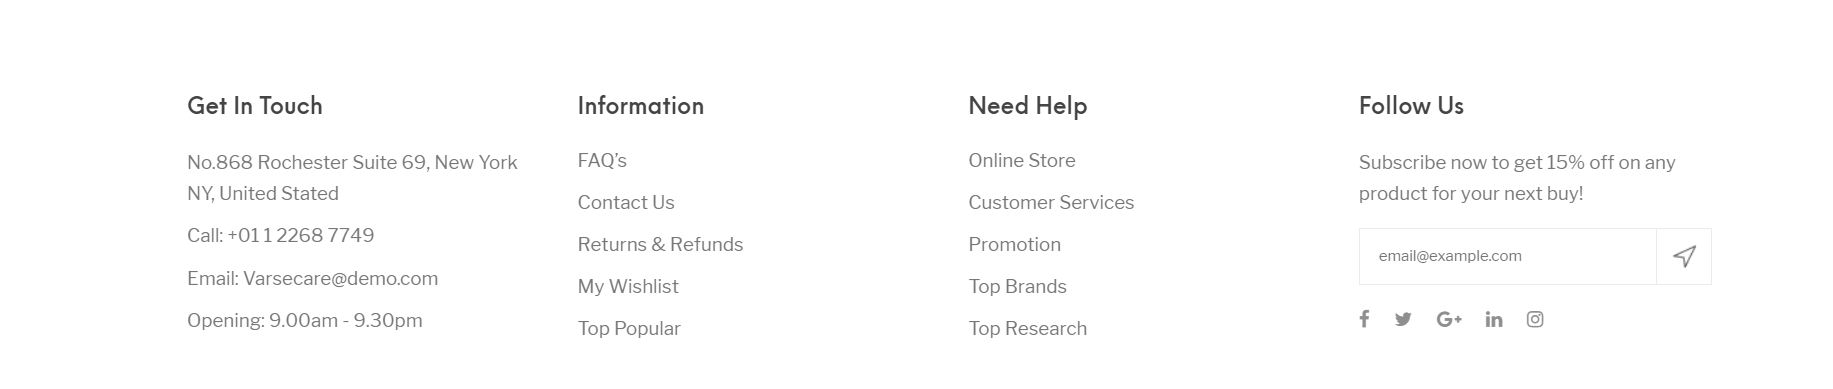 Get In Touch
No.868 Rochester Suite 69, New York
NY, United Stated
Call: +01 1 2268 7749
Email: Varsecare@demo.com
Opening: 9.00am - 9.30pm
Information
FAQ's
Contact Us
Returns & Refunds
My Wishlist
Top Popular
Need Help
Online Store
Customer Services
Promotion
Top Brands
Top Research
Follow Us
Subscribe now to get 15% off on any
product for your next buy!
email@example.com